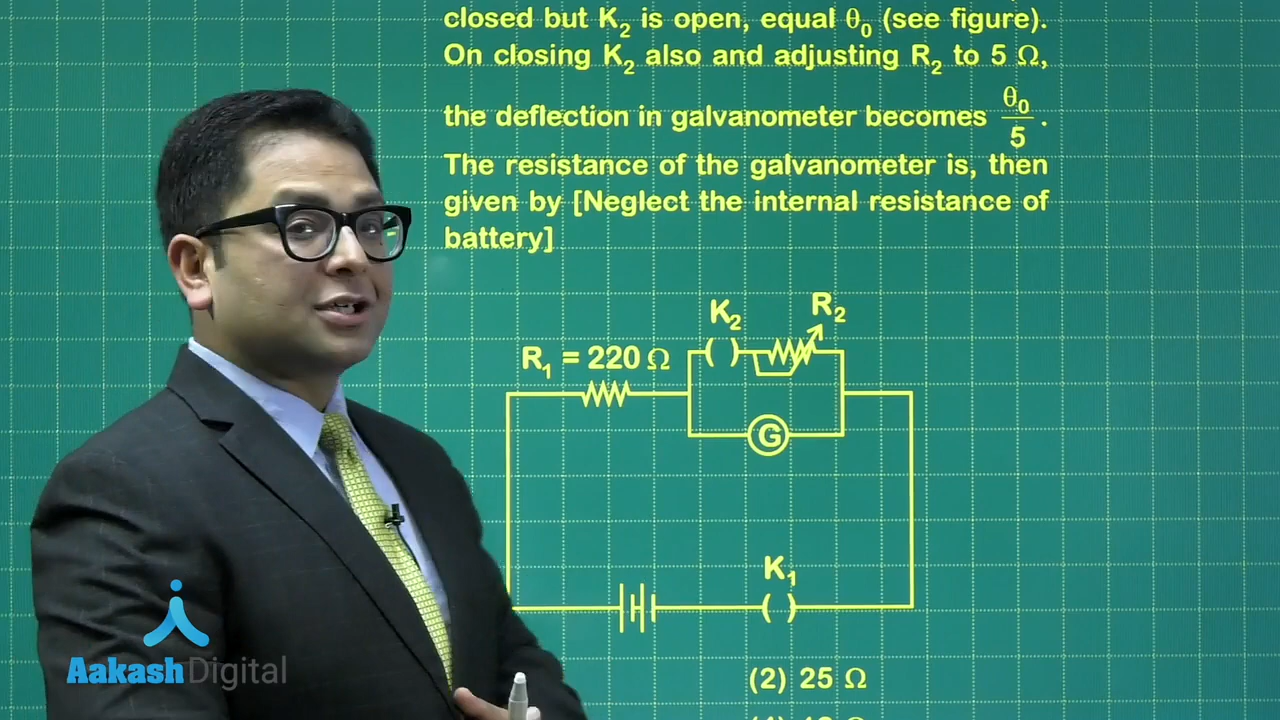 closed but K₂ is open, equal θ₀ (see figure).
On closing K₂ also and adjusting R₂ to 5 Ω,
the deflection in galvanometer becomes θ₀/5.
The resistance of the galvanometer is, then
given by [Neglect the internal resistance of
battery]
K₂
R₂
R₁ = 220 Ω
G
K₁
(2) 25 Ω
Aakash Digital